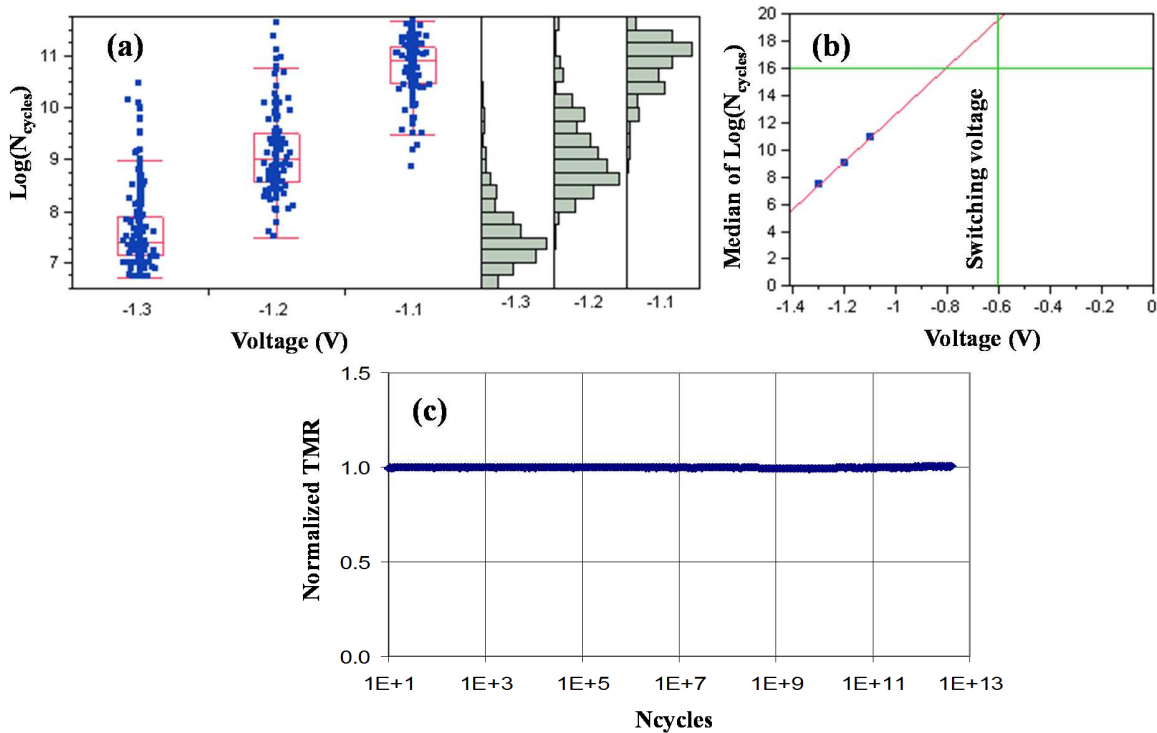 (a)
Log(Ncycles)
11
10
9
8
7
-1.3
-1.2
-1.1
-1.3
-1.2
-1.1
Voltage (V)
(b)
Median of Log(Ncycles)
20
18
16
14
12
10
8
6
4
2
0
Switching voltage
-1.4
-1.2
-1
-0.8
-0.6
-0.4
-0.2
0
Voltage (V)
(c)
Normalized TMR
1.5
1.0
0.5
0.0
1E+1
1E+3
1E+5
1E+7
1E+9
1E+11
1E+13
Ncycles